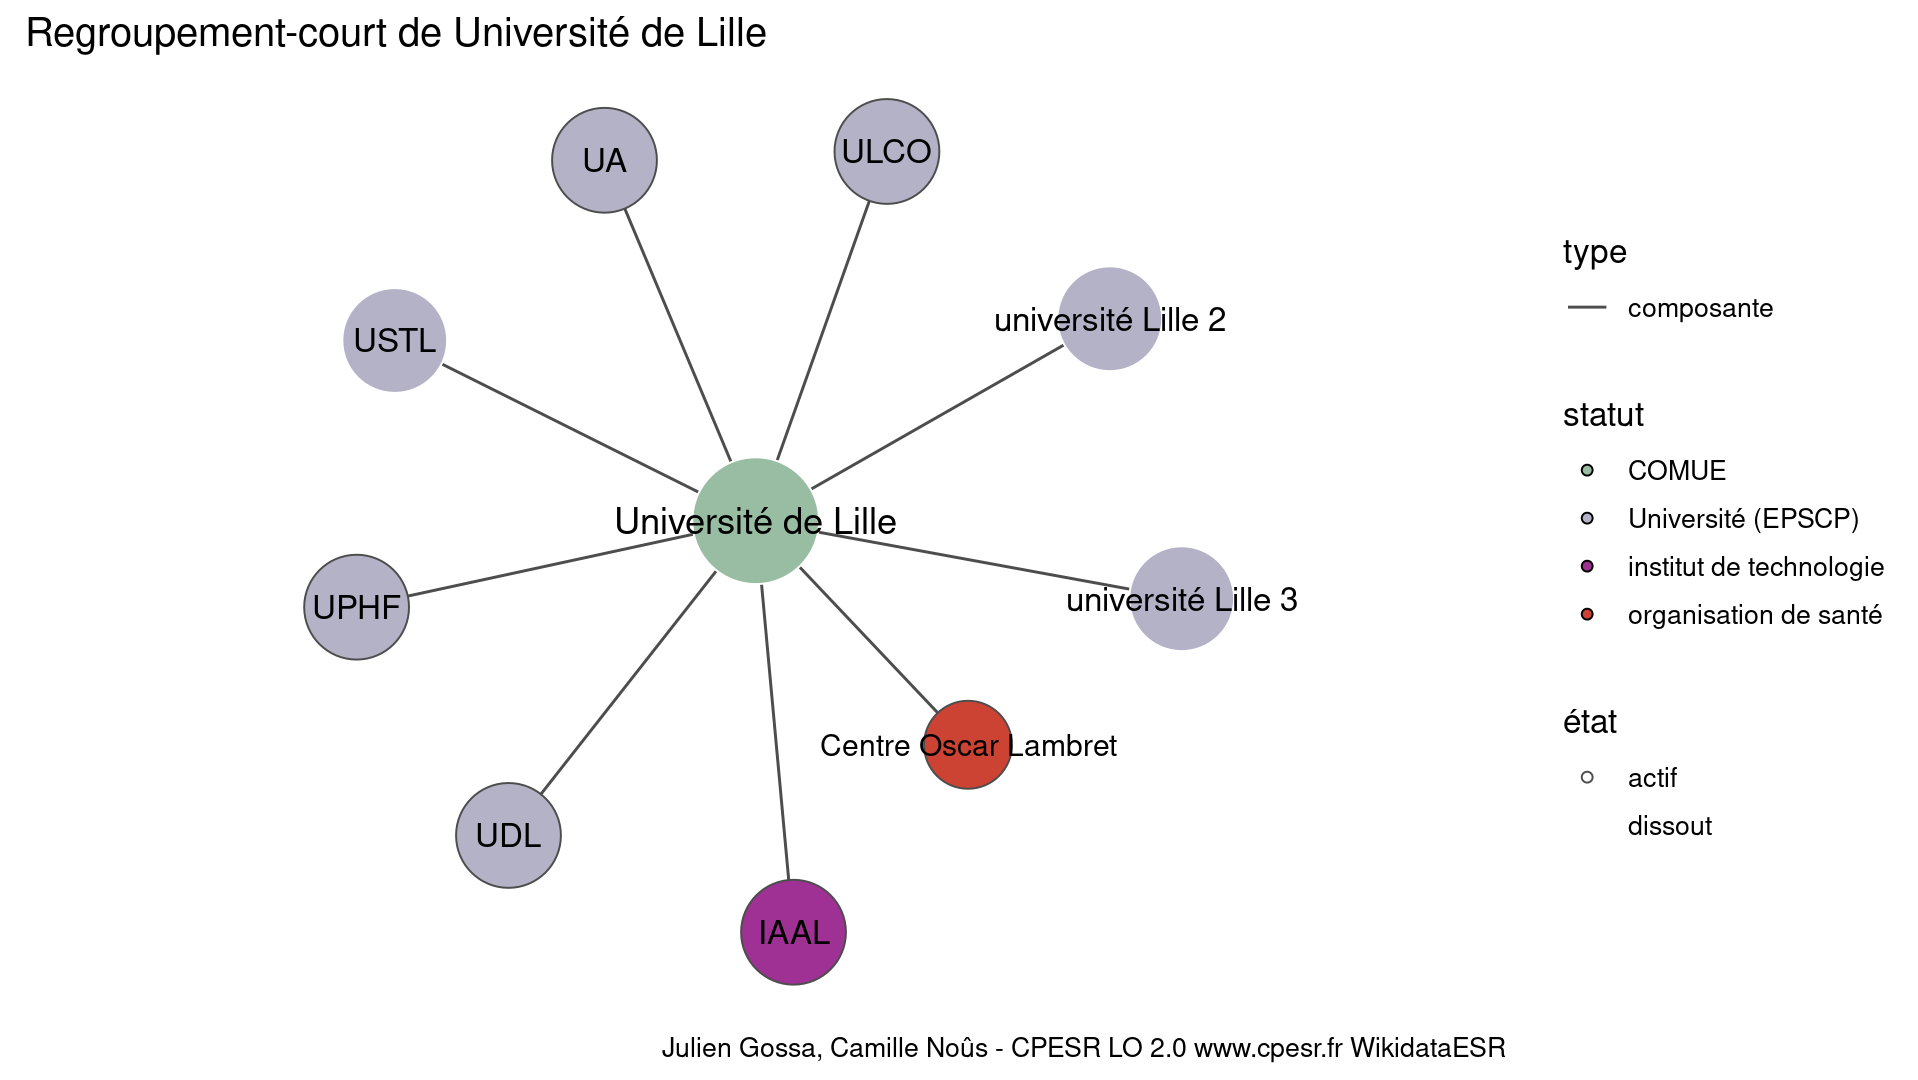 Regroupement-court de Université de Lille
UA
ULCO
université Lille 2
USTL
Université de Lille
UPHF
université Lille 3
Centre Oscar Lambret
UDL
IAAL
type
composante
statut
COMUE
Université (EPSCP)
institut de technologie
organisation de santé
état
actif
dissout
Julien Gossa, Camille Noûs - CPESR LO 2.0 www.cpesr.fr WikidataESR